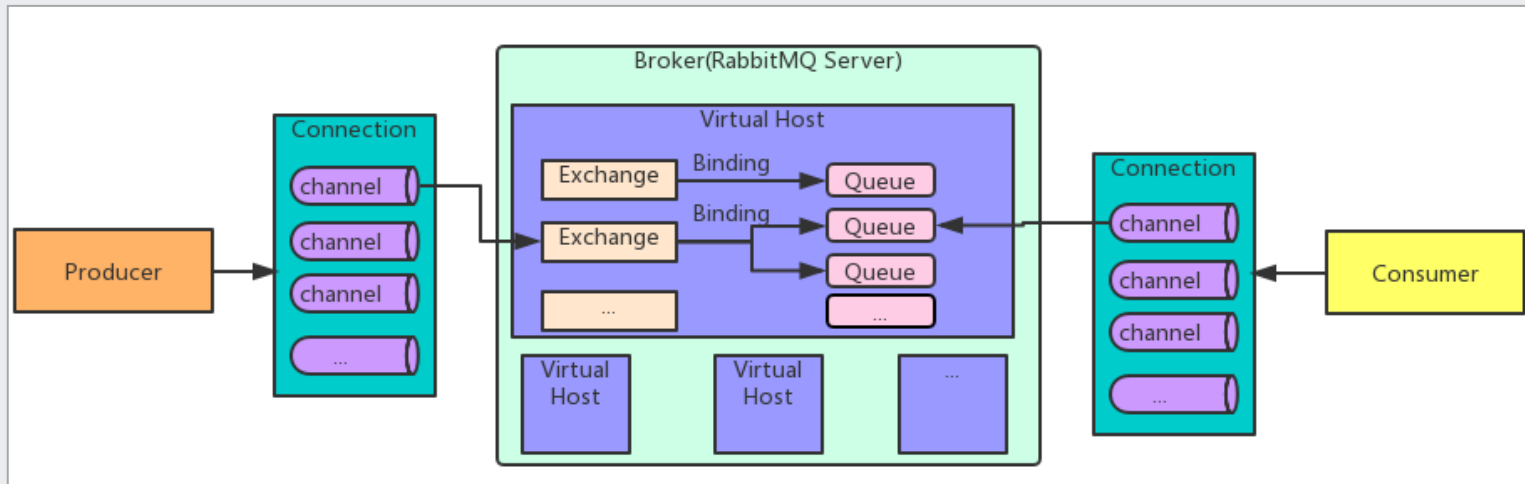 Broker(RabbitMQ Server)
Virtual Host
Connection
channel
channel
channel
...
Producer
Exchange
Binding
Queue
Exchange
Binding
Queue
Queue
...
...
Virtual
Host
Virtual
Host
...
Connection
channel
channel
channel
...
Consumer